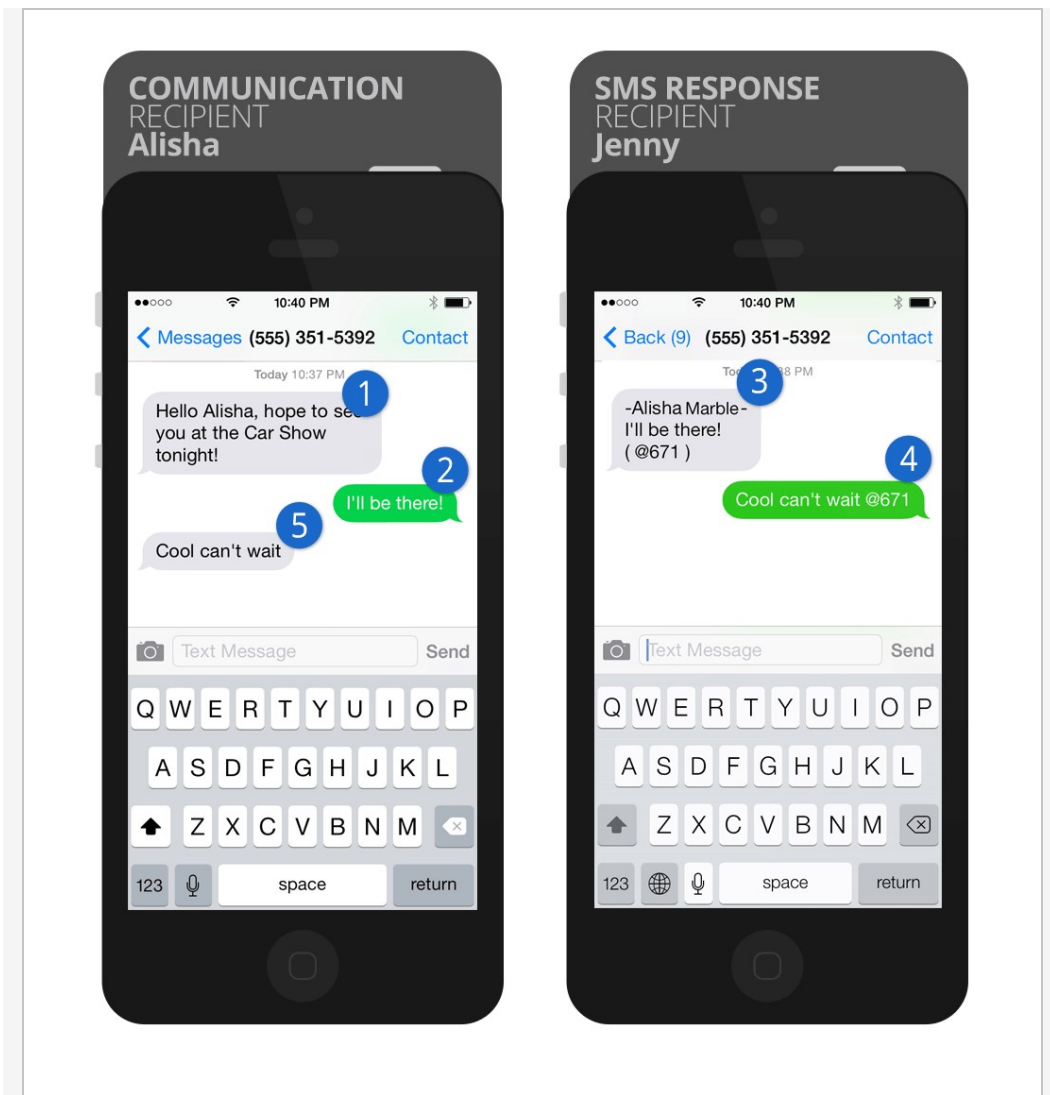 COMMUNICATION
RECIPIENT
Alisha
10:40 PM
Messages (555) 351-5392 Contact
Today 10:37 PM
1
Hello Alisha, hope to see
you at the Car Show
tonight!
2
I'll be there!
5
Cool can't wait
Text Message Send
Q W E R T Y U I O P
A S D F G H J K L
Z X C V B N M
123 space return
SMS RESPONSE
RECIPIENT
Jenny
10:40 PM
Back (9) (555) 351-5392 Contact
3
PM
-Alisha Marble-
I'll be there!
( @671 )
4
Cool can't wait @671
Text Message Send
Q W E R T Y U I O P
A S D F G H J K L
Z X C V B N M
123 space return